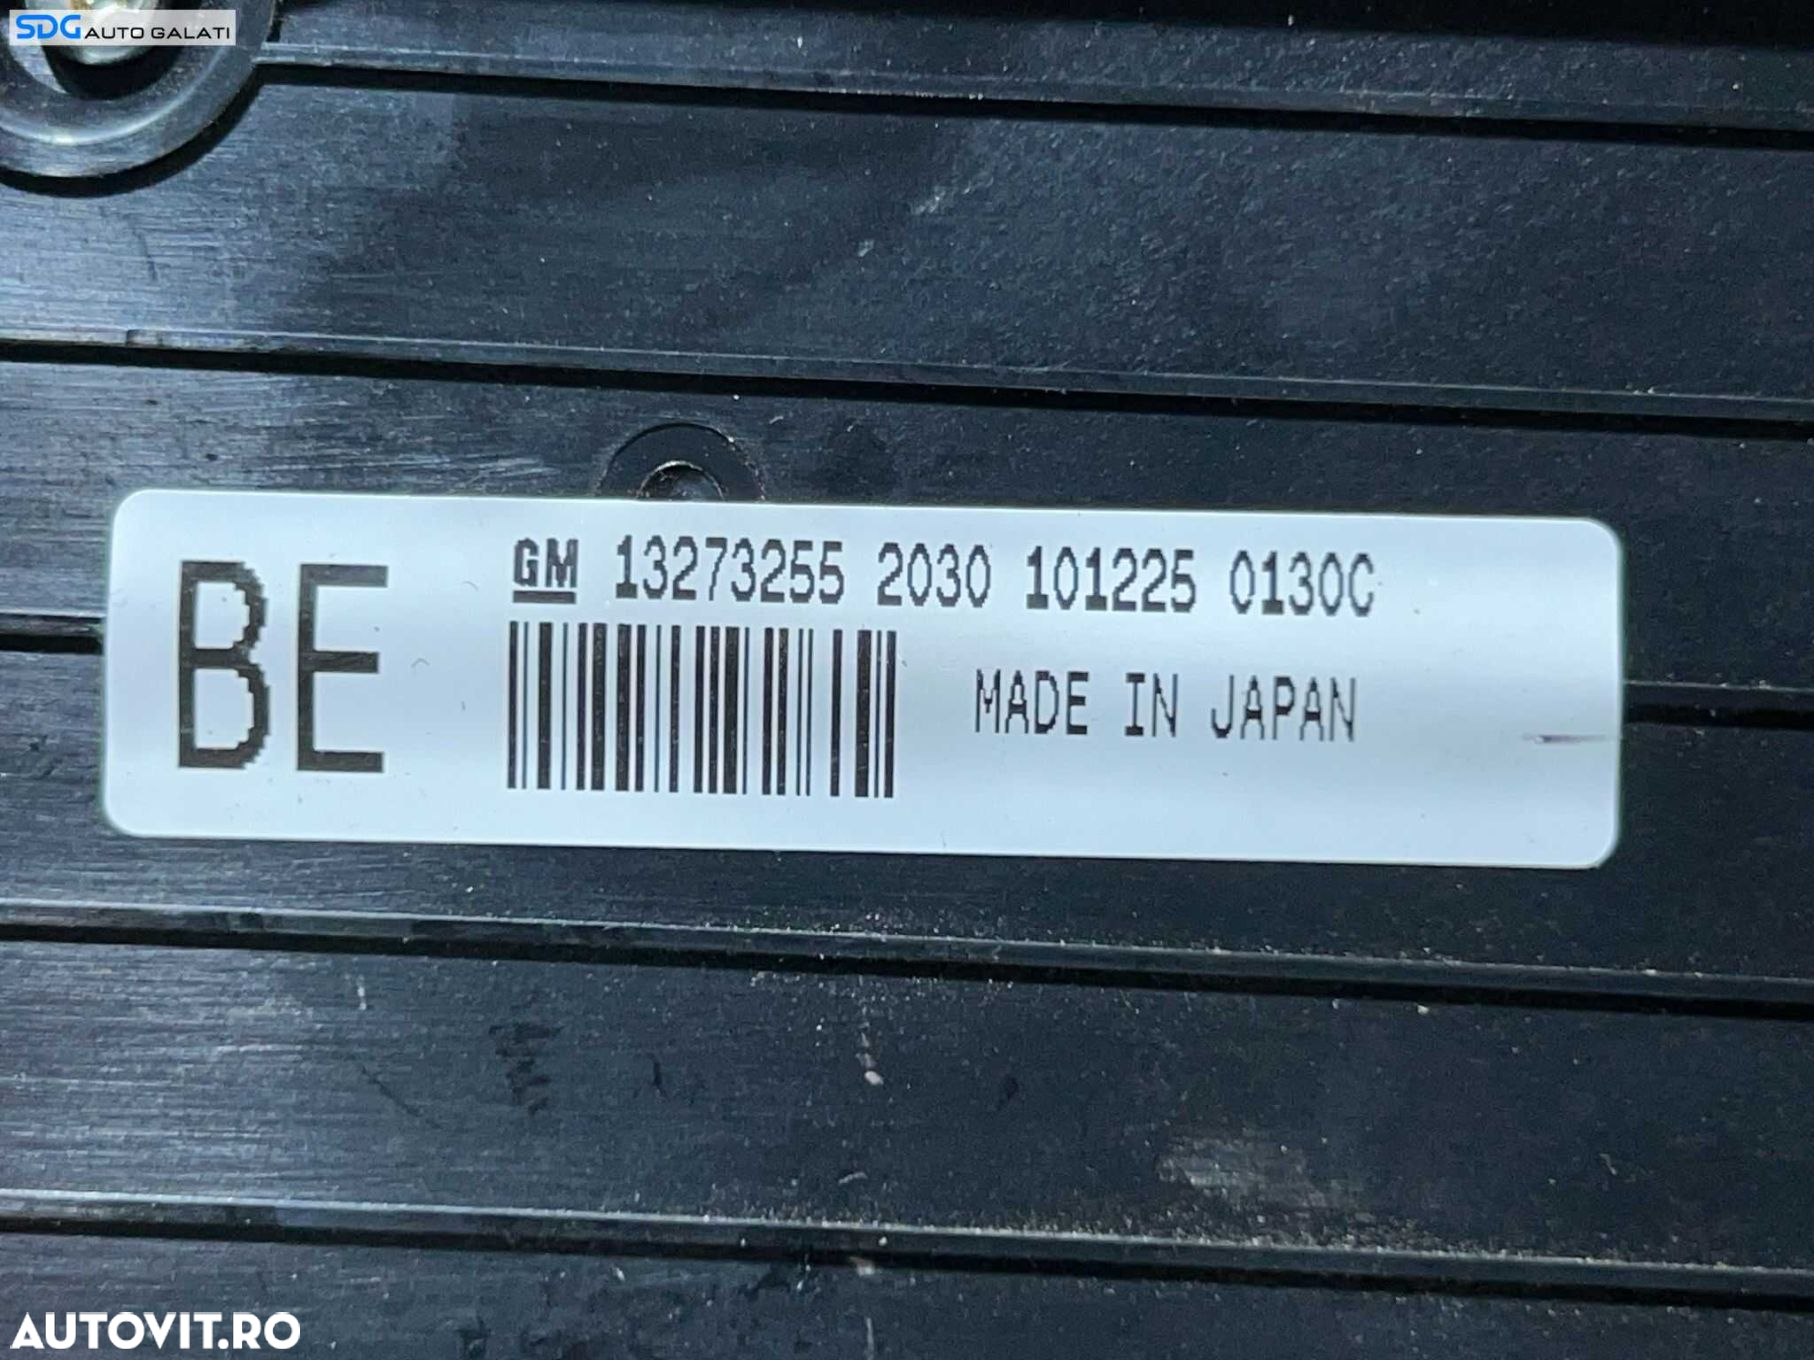 SDG AUTO GALATI
BE
GM 13273255 2030 101225 0130C
MADE IN JAPAN
AUTOVIT.RO